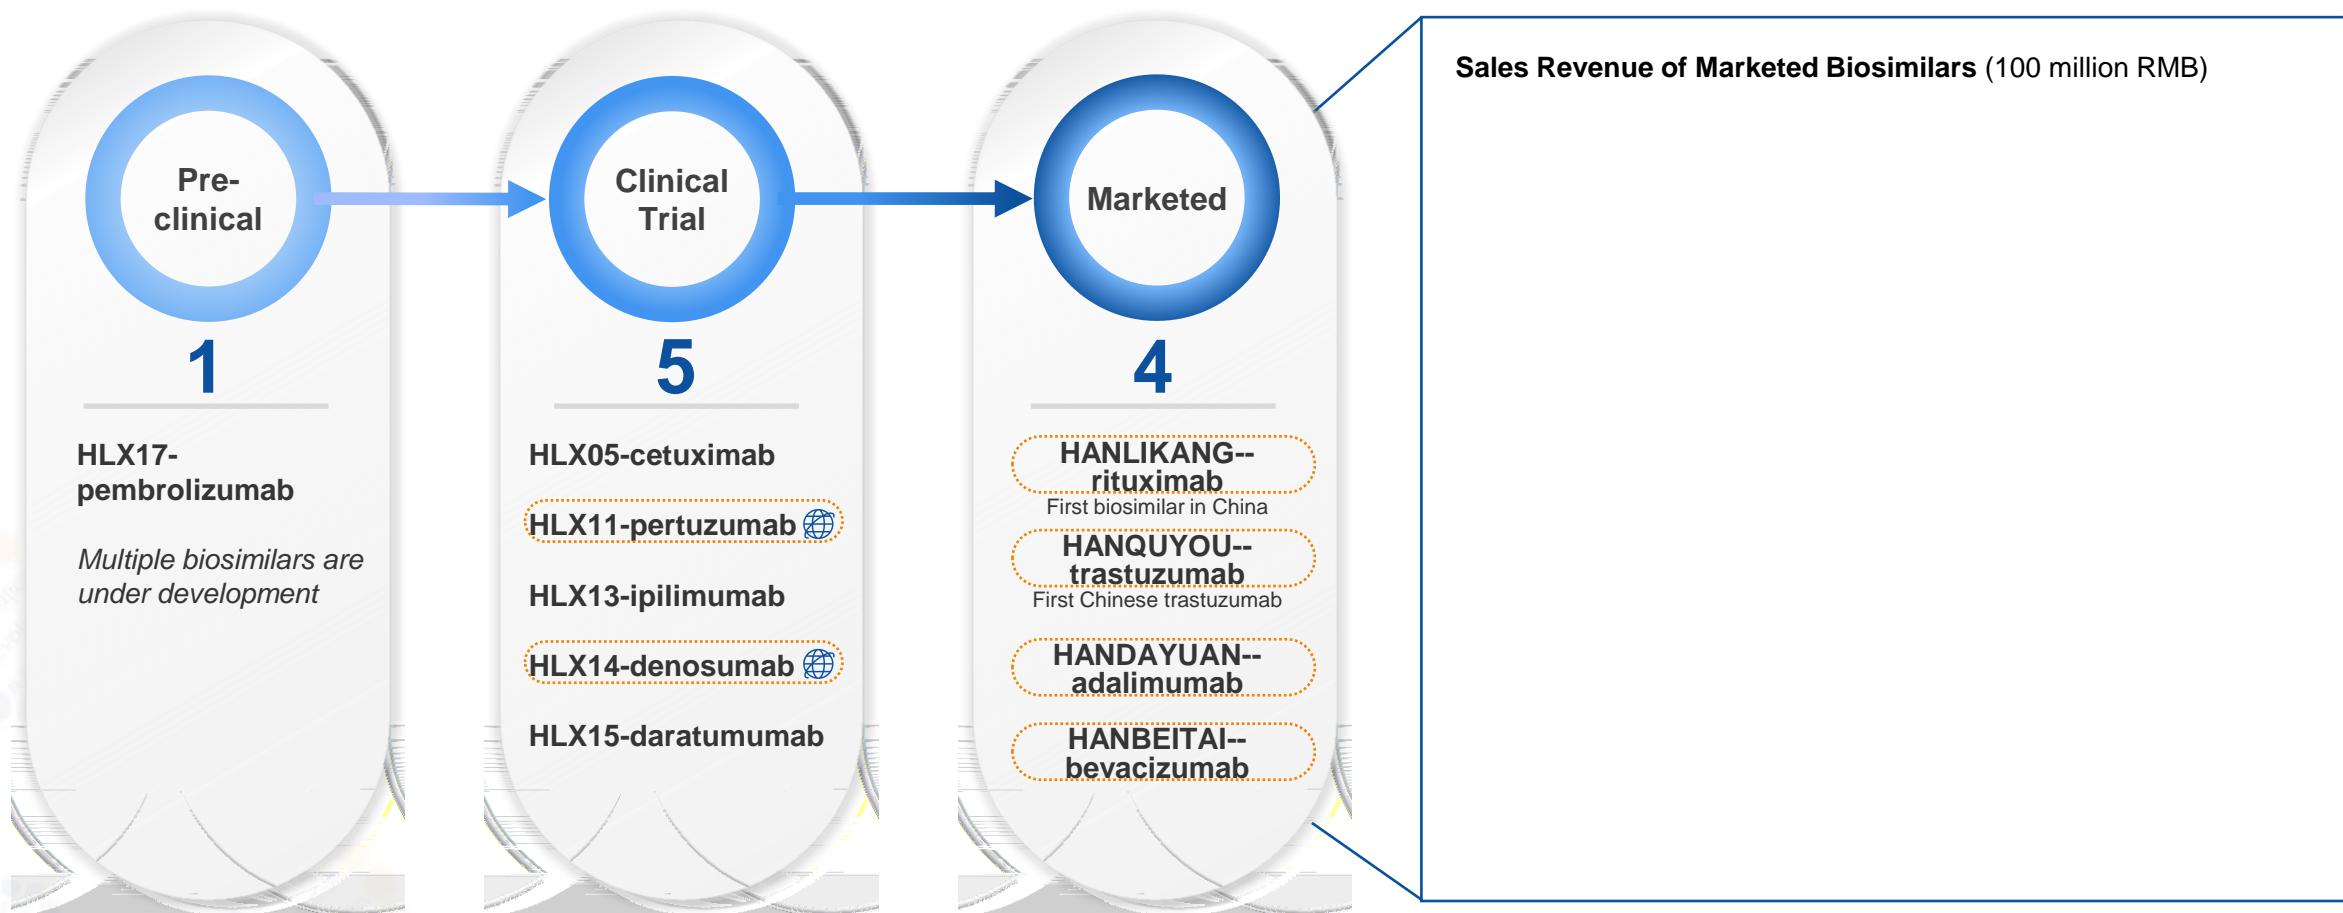 Pre-
clinical
1
HLX17-
pembrolizumab
Multiple biosimilars are
under development
Clinical
Trial
5
HLX05-cetuximab
HLX11-pertuzumab
HLX13-ipilimumab
HLX14-denosumab
HLX15-daratumumab
Marketed
4
HANLIKANG--
rituximab
First biosimilar in China
HANQUYOU--
trastuzumab
First Chinese trastuzumab
HANDAYUAN--
adalimumab
HANBEITAI--
bevacizumab
Sales Revenue of Marketed Biosimilars (100 million RMB)